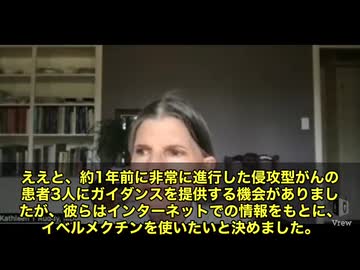 ええと、約1年前に非常に進行した侵攻型がんの
患者3人にガイダンスを提供する機会がありまし
たが、彼らはインターネットでの情報をもとに、
イベルメクチンを使いたいと決めました。
Kathleen
Vrew